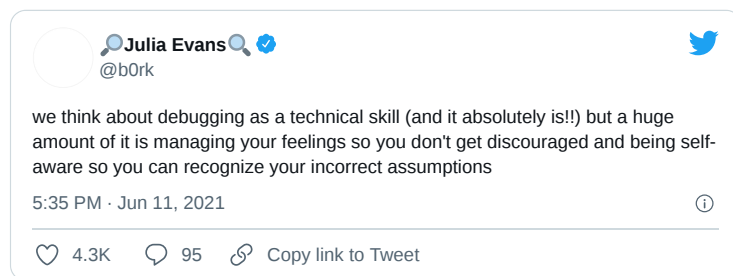 🔎Julia Evans🔍
@b0rk
we think about debugging as a technical skill (and it absolutely is!!) but a huge
amount of it is managing your feelings so you don't get discouraged and being self-
aware so you can recognize your incorrect assumptions
5:35 PM · Jun 11, 2021
4.3K 95 Copy link to Tweet